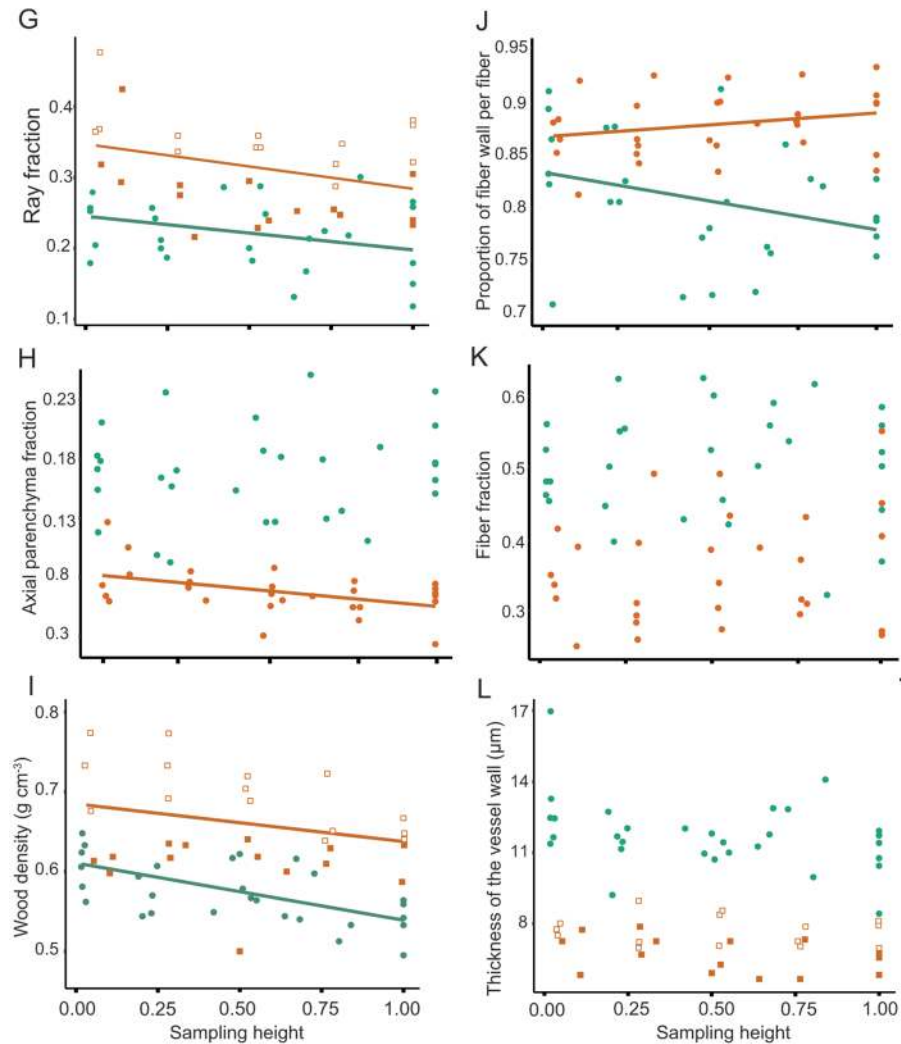 G
Ray fraction
0.4
0.3
0.2
0.1
J
Proportion of fiber wall per fiber
0.95
0.9
0.85
0.8
0.75
0.7
H
Axial parenchyma fraction
0.23
0.18
0.13
0.8
0.3
K
Fiber fraction
0.6
0.5
0.4
0.3
I
Wood density (g cm⁻³)
0.8
0.7
0.6
0.5
0.00 0.25 0.50 0.75 1.00
Sampling height
L
Thickness of the vessel wall (µm)
17
14
11
8
5
0.00 0.25 0.50 0.75 1.00
Sampling height